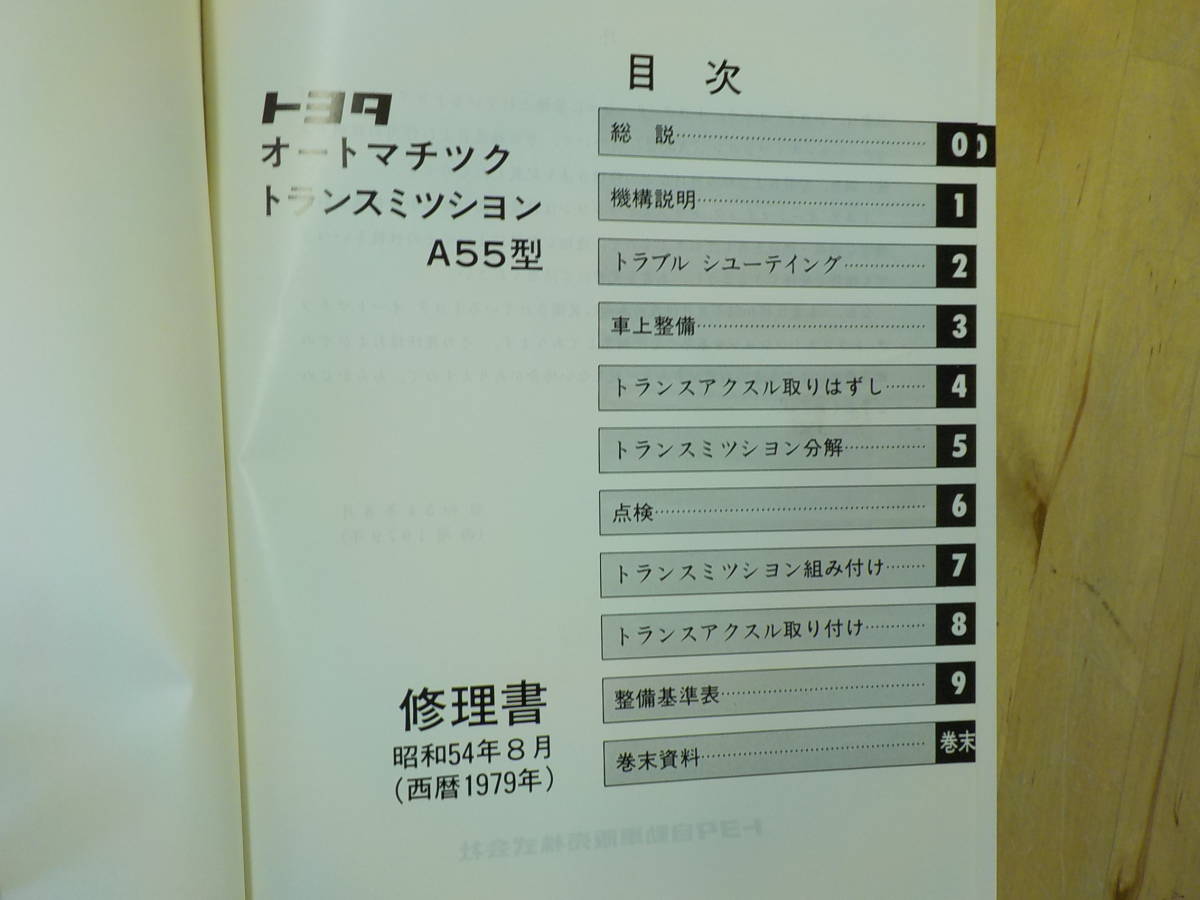 トヨタ
オートマチツク
トランスミツシヨン
A55型
修理書
昭和54年8月
(西暦1979年)
目 次
総 説…… 0
機構説明…… 1
トラブル シユーテイング…… 2
車上整備…… 3
トランスアクスル取りはずし…… 4
トランスミツシヨン分解…… 5
点検…… 6
トランスミツシヨン組み付け…… 7
トランスアクスル取り付け…… 8
整備基準表…… 9
巻末資料…… 巻末